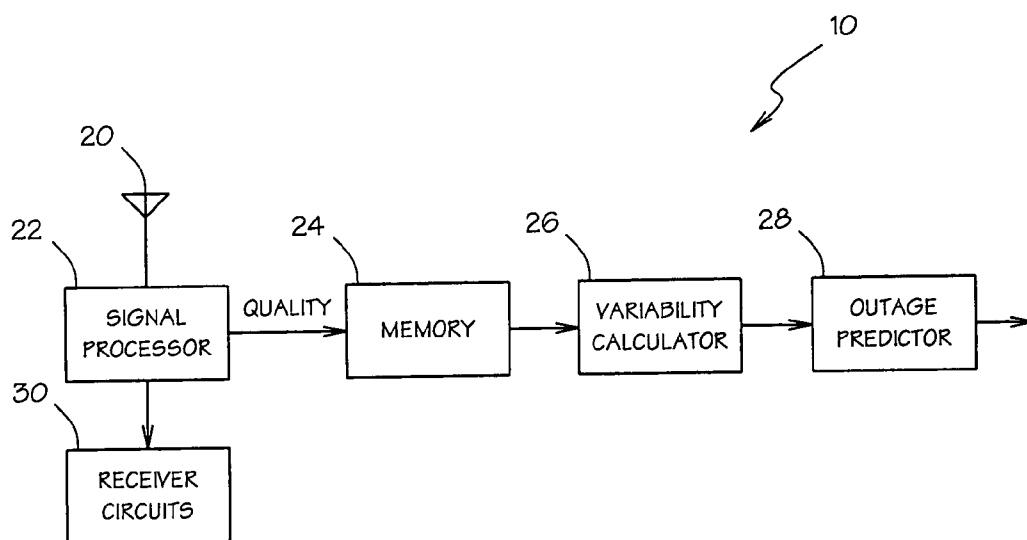 10
20
22
24
26
28
SIGNAL
PROCESSOR
QUALITY
MEMORY
VARIABILITY
CALCULATOR
OUTAGE
PREDICTOR
30
RECEIVER
CIRCUITS